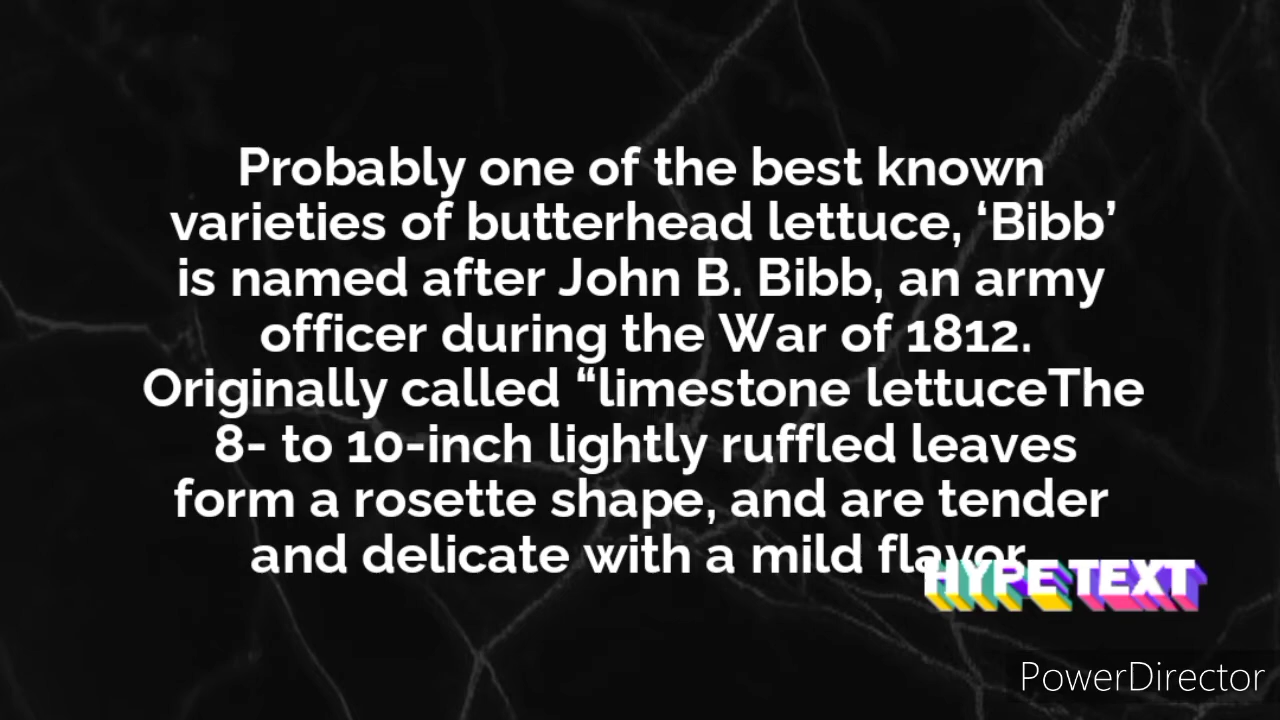 Probably one of the best known
varieties of butterhead lettuce, ‘Bibb’
is named after John B. Bibb, an army
officer during the War of 1812.
Originally called “limestone lettuceThe
8- to 10-inch lightly ruffled leaves
form a rosette shape, and are tender
and delicate with a mild flavor
HYPE TEXT
PowerDirector